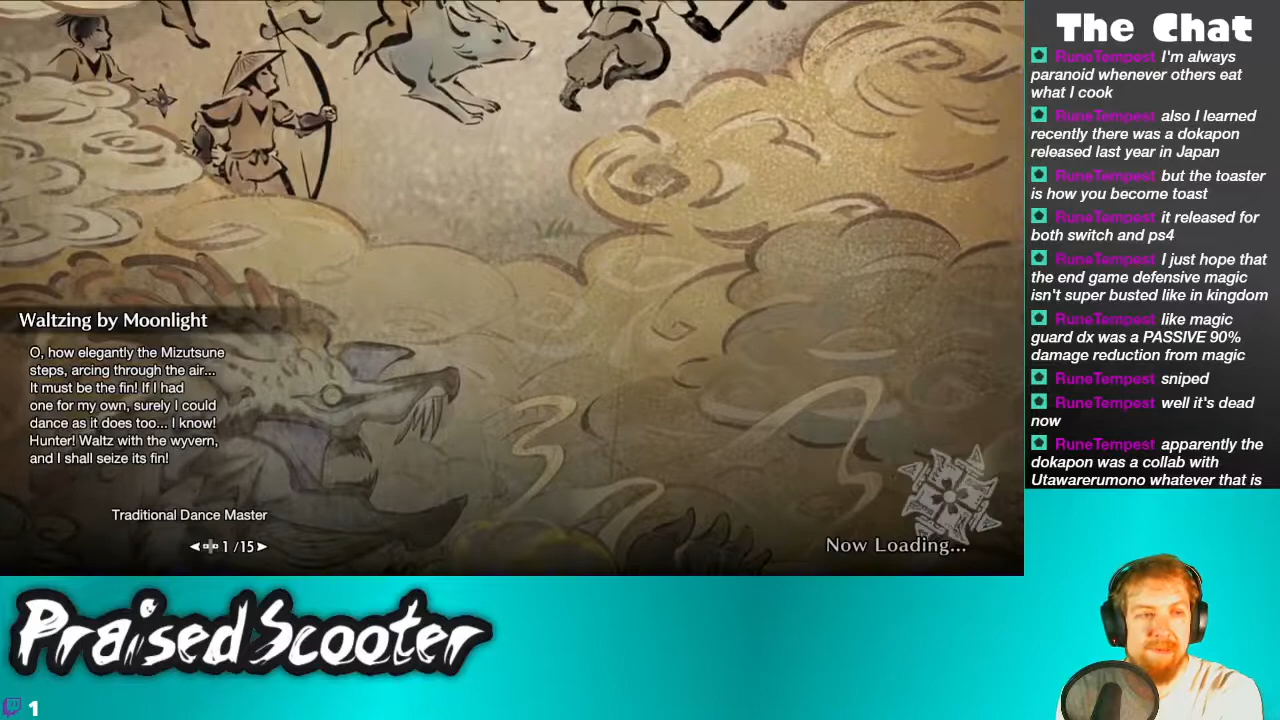 The Chat
RuneTempest I'm always
paranoid whenever others eat
what I cook
RuneTempest also I learned
recently there was a dokapon
released last year in Japan
RuneTempest but the toaster
is how you become toast
RuneTempest it released for
both switch and ps4
RuneTempest I just hope that
the end game defensive magic
isn't super busted like in kingdom
RuneTempest like magic
guard dx was a PASSIVE 90%
damage reduction from magic
RuneTempest sniped
RuneTempest well it's dead
now
RuneTempest apparently the
dokapon was a collab with
Utawarerumono whatever that is
Waltzing by Moonlight
O, how elegantly the Mizutsune
steps, arcing through the air...
It must be the fin! If I had
one for my own, surely I could
dance as it does too... I know!
Hunter! Waltz with the wyvern,
and I shall seize its fin!
Traditional Dance Master
1 /15
Now Loading...
PraisedScooter
1